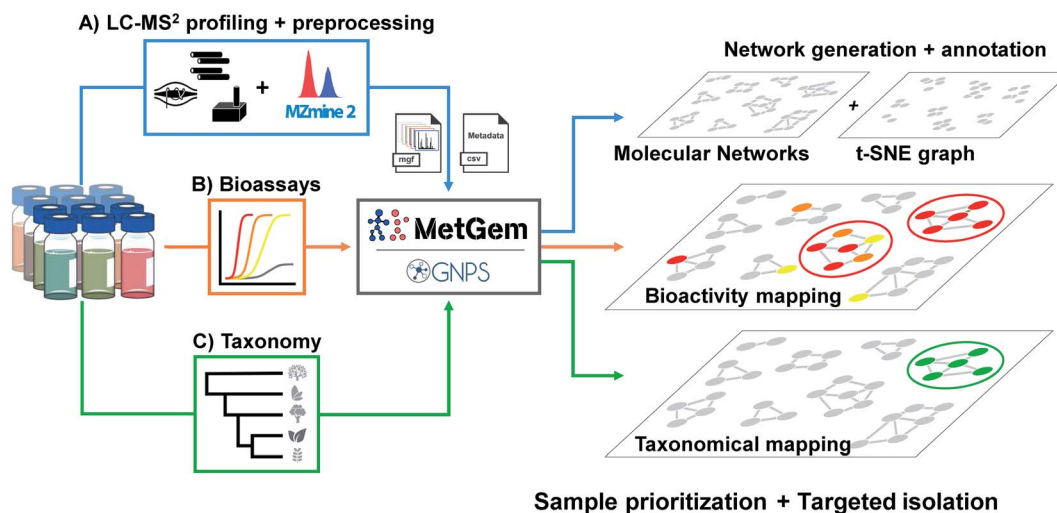 A) LC-MS² profiling + preprocessing
+
MZmine 2
mgf
Metadata
csv
Network generation + annotation
+
Molecular Networks
t-SNE graph
B) Bioassays
MetGem
GNPS
Bioactivity mapping
C) Taxonomy
Taxonomical mapping
Sample prioritization + Targeted isolation